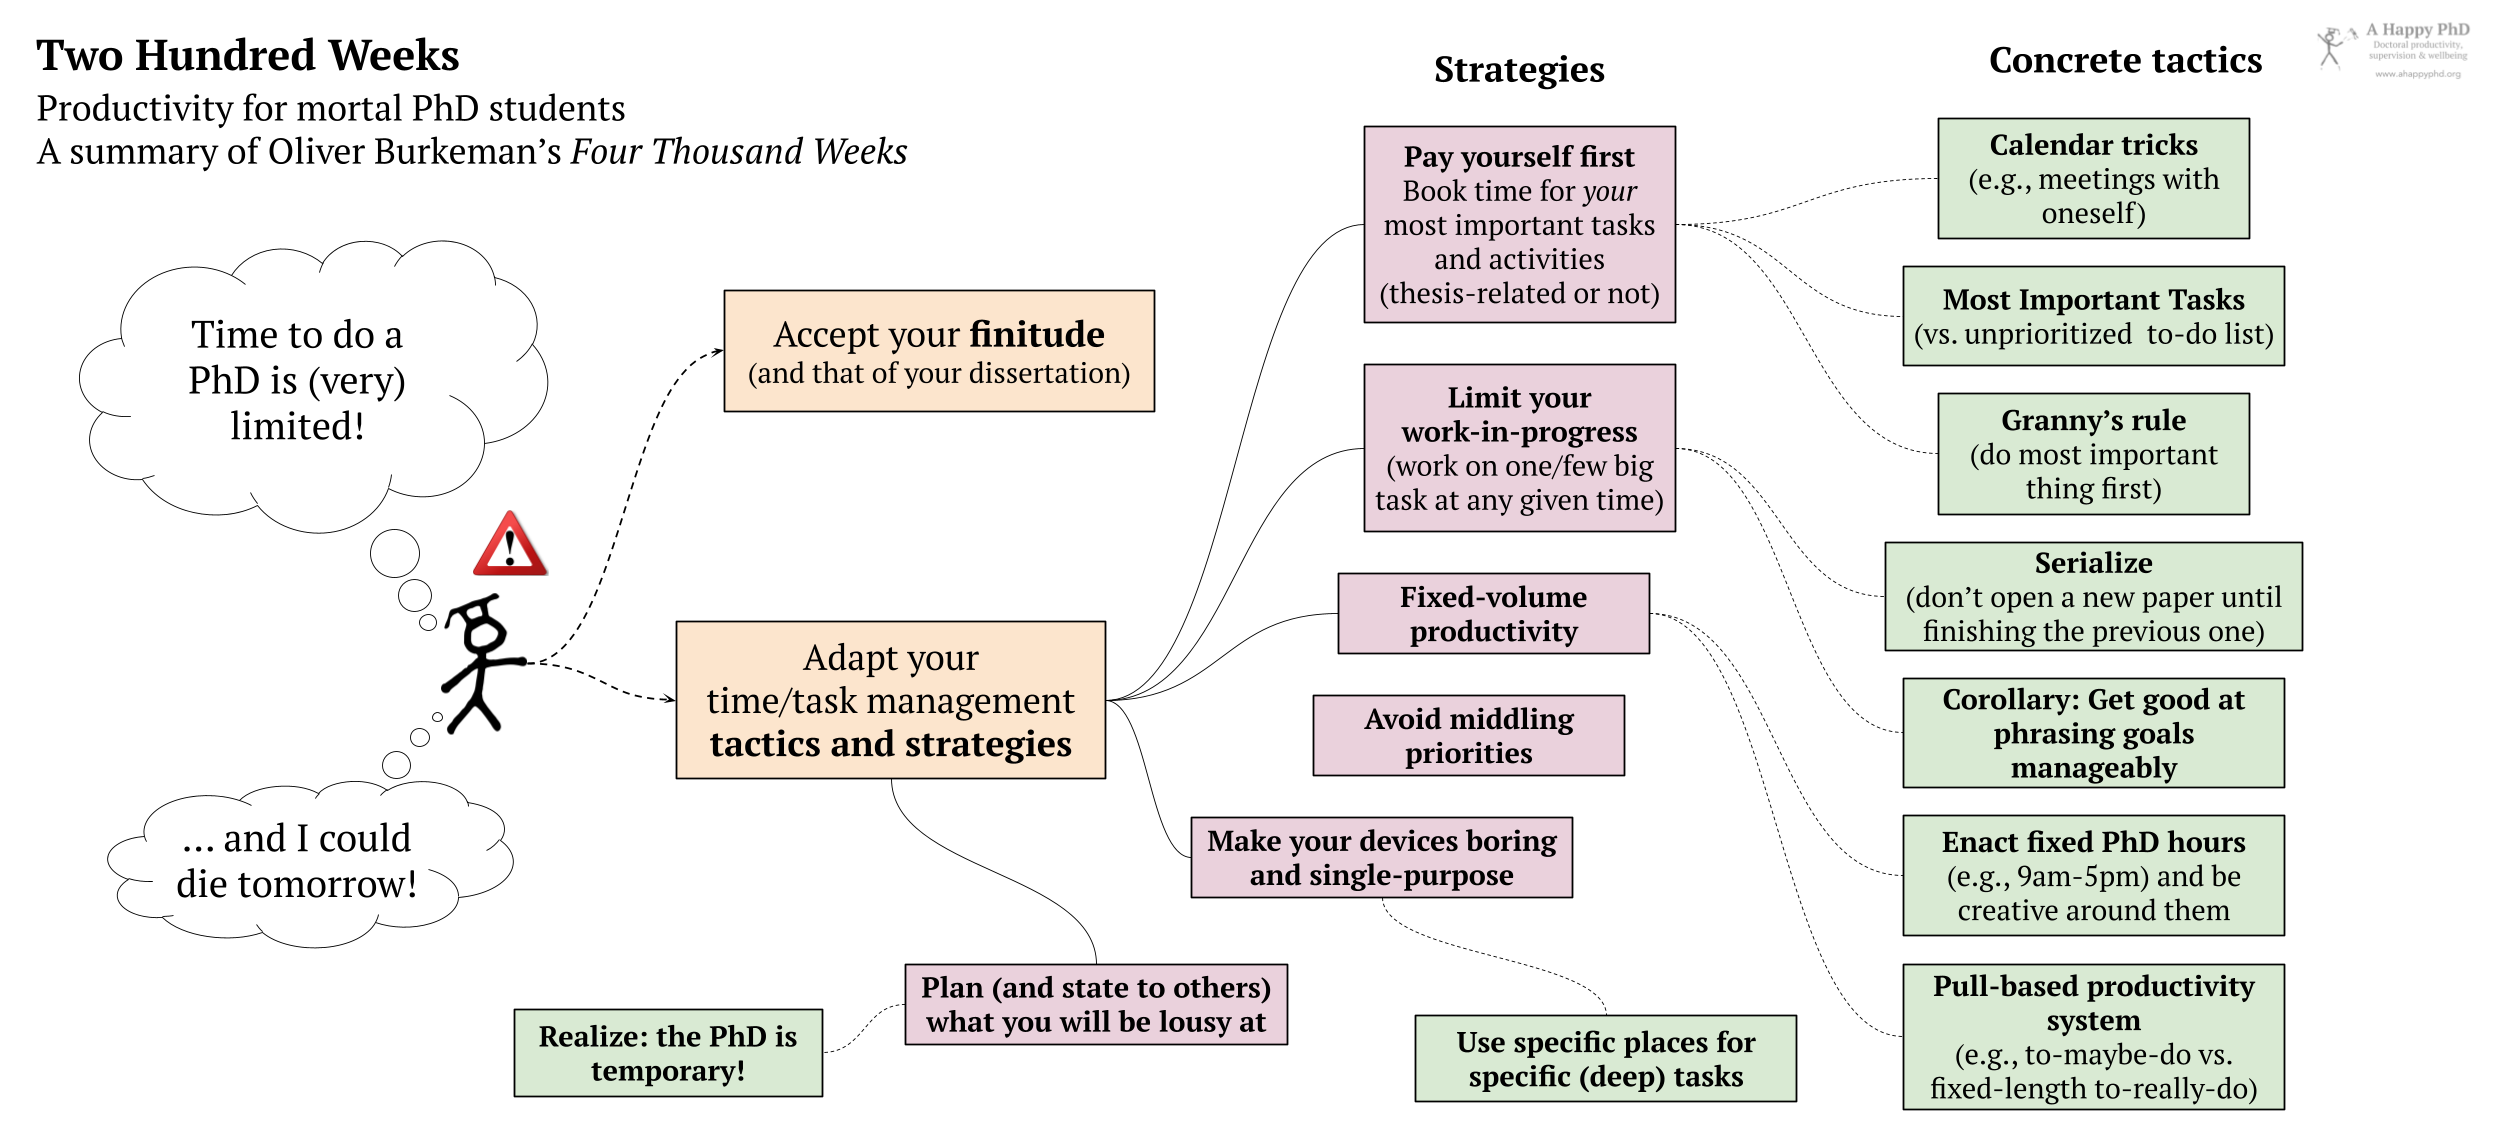 Two Hundred Weeks
Productivity for mortal PhD students
A summary of Oliver Burkeman’s Four Thousand Weeks
Time to do a
PhD is (very)
limited!
... and I could
die tomorrow!
Accept your finitude
(and that of your dissertation)
Adapt your
time/task management
tactics and strategies
Strategies
Pay yourself first
Book time for your
most important tasks
and activities
(thesis-related or not)
Limit your
work-in-progress
(work on one/few big
task at any given time)
Fixed-volume
productivity
Avoid middling
priorities
Make your devices boring
and single-purpose
Plan (and state to others)
what you will be lousy at
Realize: the PhD is
temporary!
Use specific places for
specific (deep) tasks
Concrete tactics
Calendar tricks
(e.g., meetings with
oneself)
Most Important Tasks
(vs. unprioritized  to-do list)
Granny’s rule
(do most important
thing first)
Serialize
(don’t open a new paper until
finishing the previous one)
Corollary: Get good at
phrasing goals
manageably
Enact fixed PhD hours
(e.g., 9am-5pm) and be
creative around them
Pull-based productivity
system
(e.g., to-maybe-do vs.
fixed-length to-really-do)
A Happy PhD
Doctoral productivity,
supervision & wellbeing
www.ahappyphd.org